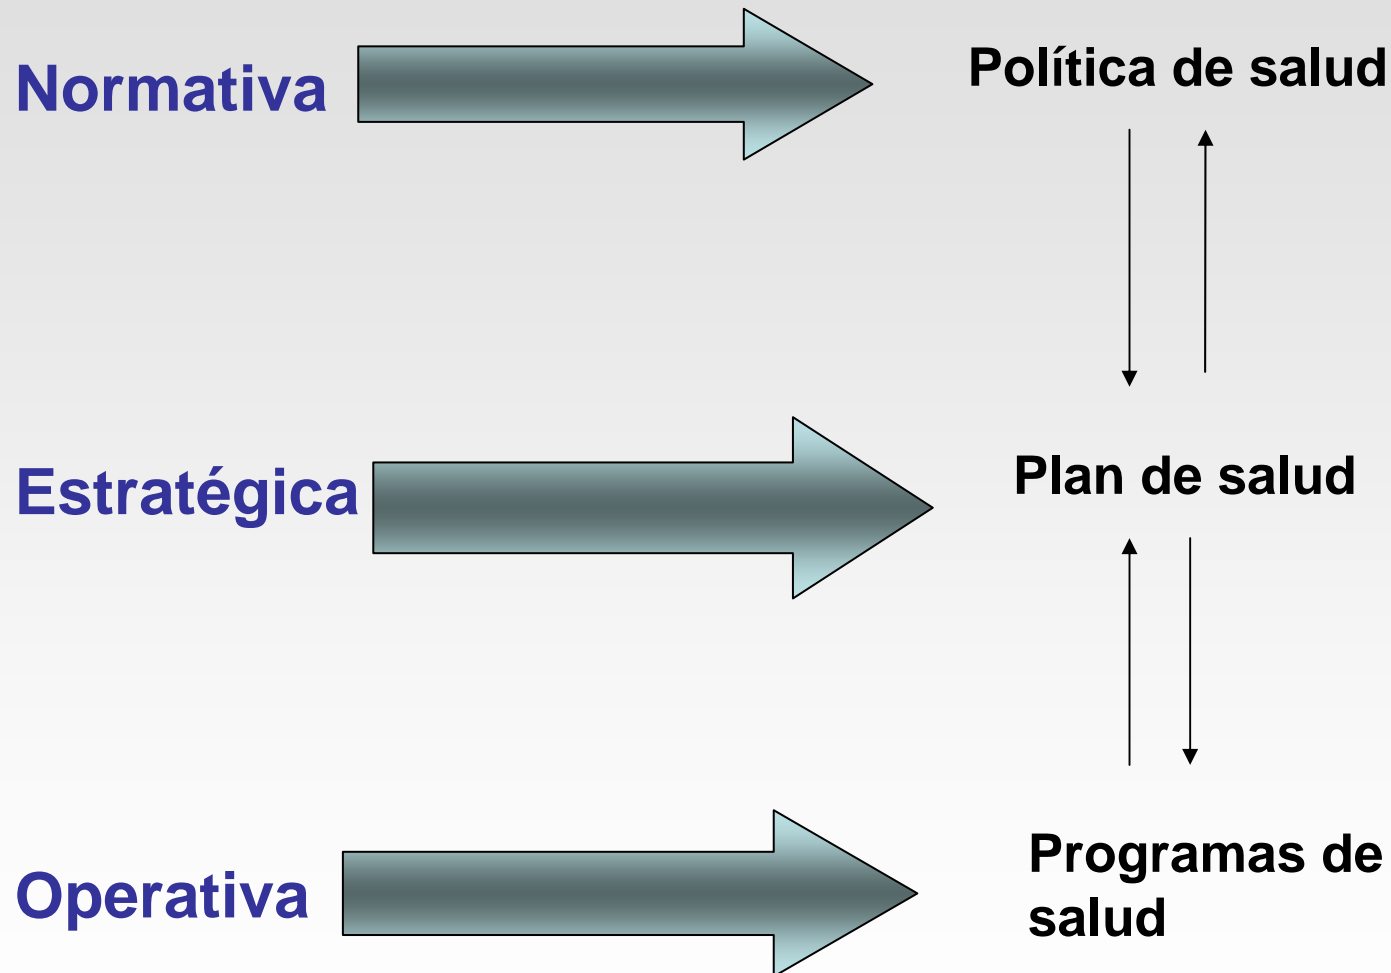 Normativa
Política de salud
Estratégica
Plan de salud
Operativa
Programas de
salud